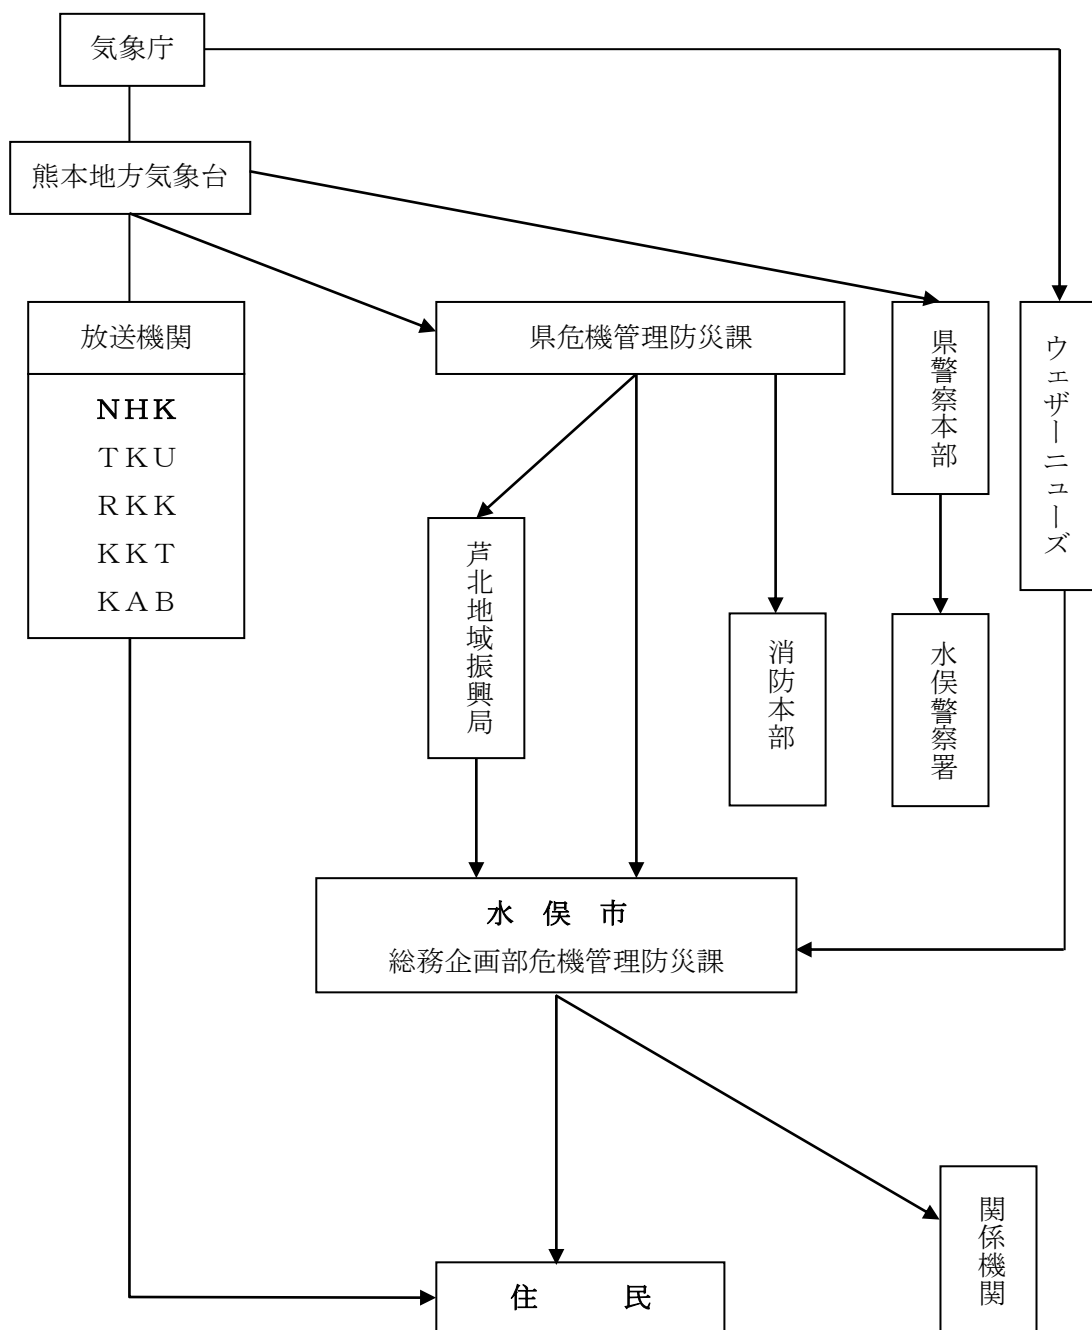 気象庁
熊本地方気象台
放送機関
NHK
ＴＫＵ
ＲＫＫ
ＫＫＴ
ＫＡＢ
県危機管理防災課
県警察本部
ウェザーニューズ
芦北地域振興局
消防本部
水俣警察署
水　俣　市
総務企画部危機管理防災課
関係機関
住　　　民